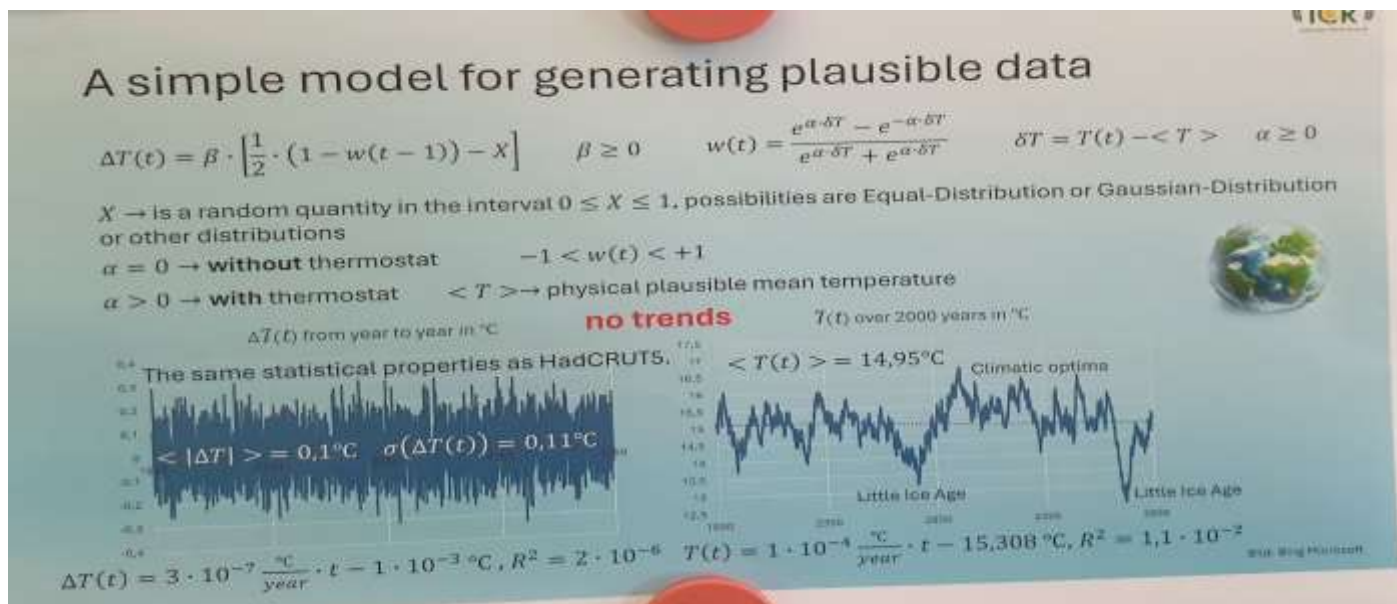 ICR
A simple model for generating plausible data
ΔT(t) = β · [1/2 · (1 − w(t − 1)) − X]    β ≥ 0    w(t) = (e^{α·δT} − e^{−α·δT}) / (e^{α·δT} + e^{α·δT})    δT = T(t) −< T >    α ≥ 0
X → is a random quantity in the interval 0 ≤ X ≤ 1, possibilities are Equal-Distribution or Gaussian-Distribution
or other distributions
α = 0 → without thermostat    −1 < w(t) < +1
α > 0 → with thermostat    < T >→ physical plausible mean temperature
ΔT(t) from year to year in °C    no trends    T(t) over 2000 years in °C
The same statistical properties as HadCRUT5.    < T(t) > = 14,95°C    Climatic optima
< |ΔT| > = 0,1°C    σ(ΔT(t)) = 0,11°C
Little Ice Age    Little Ice Age
ΔT(t) = 3 · 10^{−7} °C/year · t − 1 · 10^{−3} °C, R² = 2 · 10^{−6}    T(t) = 1 · 10^{−4} °C/year · t − 15,308 °C, R² = 1,1 · 10^{−2}